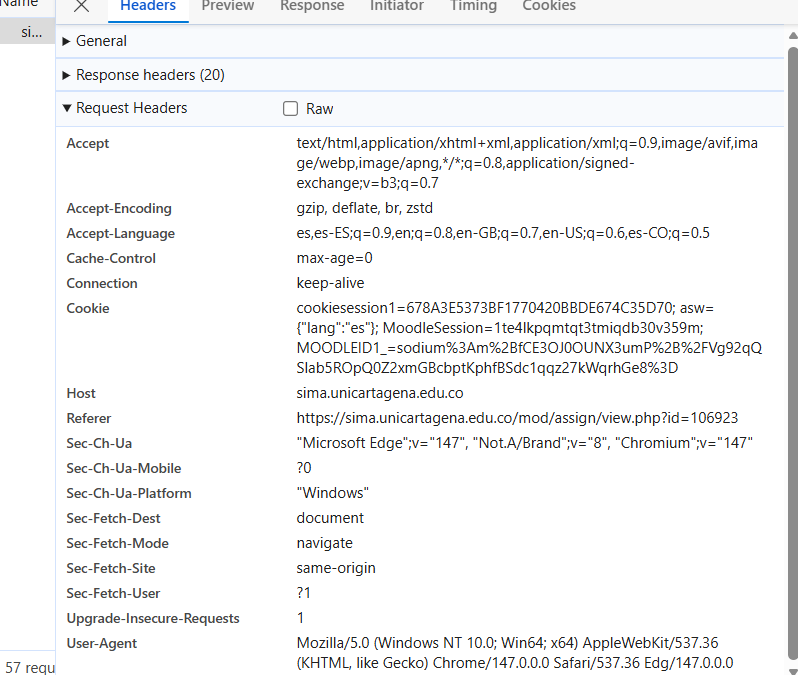 Name
Headers Preview Response Initiator Timing Cookies
si...
General
Response headers (20)
Request Headers Raw
Accept text/html,application/xhtml+xml,application/xml;q=0.9,image/avif,ima
ge/webp,image/apng,*/*;q=0.8,application/signed-
exchange;v=b3;q=0.7
Accept-Encoding gzip, deflate, br, zstd
Accept-Language es,es-ES;q=0.9,en;q=0.8,en-GB;q=0.7,en-US;q=0.6,es-CO;q=0.5
Cache-Control max-age=0
Connection keep-alive
Cookie cookiesession1=678A3E5373BF1770420BBDE674C35D70; asw=
{"lang":"es"}; MoodleSession=1te4lkpqmtqt3tmiqdb30v359m;
MOODLEID1_=sodium%3Am%2BfCE3OJ0OUNX3umP%2B%2FVg92qQ
SIab5ROpQ0Z2xmGBcbptKphfBSdc1qqz27kWqrhGe8%3D
Host sima.unicartagena.edu.co
Referer https://sima.unicartagena.edu.co/mod/assign/view.php?id=106923
Sec-Ch-Ua "Microsoft Edge";v="147", "Not.A/Brand";v="8", "Chromium";v="147"
Sec-Ch-Ua-Mobile ?0
Sec-Ch-Ua-Platform "Windows"
Sec-Fetch-Dest document
Sec-Fetch-Mode navigate
Sec-Fetch-Site same-origin
Sec-Fetch-User ?1
Upgrade-Insecure-Requests 1
User-Agent Mozilla/5.0 (Windows NT 10.0; Win64; x64) AppleWebKit/537.36
57 requ (KHTML, like Gecko) Chrome/147.0.0.0 Safari/537.36 Edg/147.0.0.0